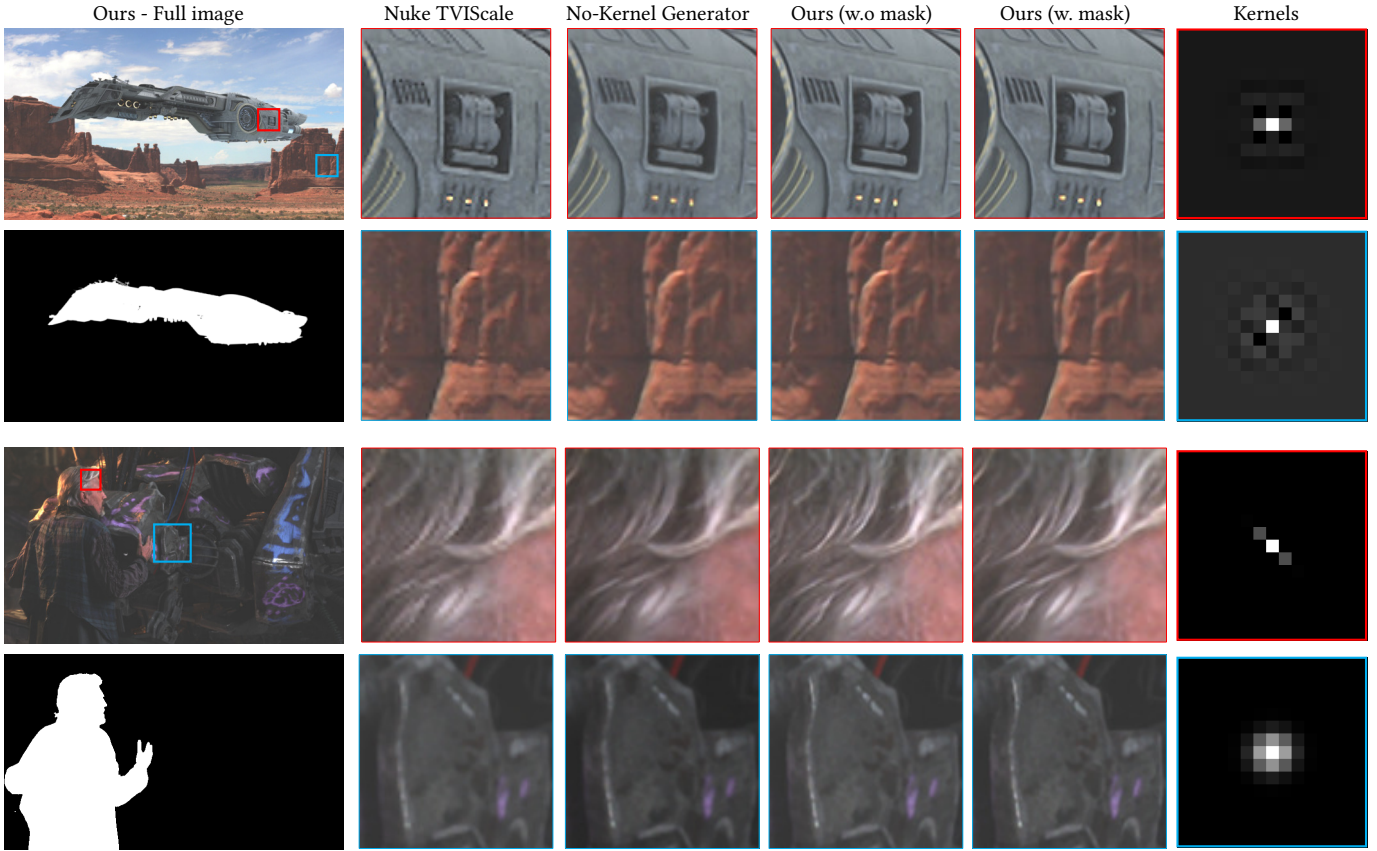 Ours - Full image
Nuke TVIScale
No-Kernel Generator
Ours (w.o mask)
Ours (w. mask)
Kernels